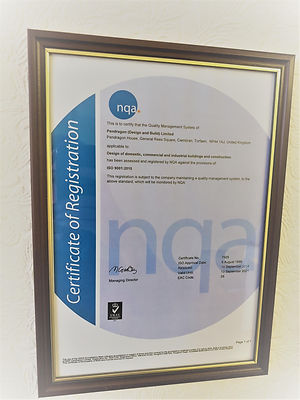 nqa.
This is to certify that the Quality Management System of
Pendragon (Design and Build) Limited
Pendragon House, General Rees Square, Cwmbran, Torfaen, NP44 1AJ, United Kingdom
applicable to:
Design of domestic, commercial and industrial buildings and construction
has been assessed and registered by NQA against the provisions of
ISO 9001:2015
This registration is subject to the company maintaining a quality management system, to the
above standard, which will be monitored by NQA
Certificate of Registration
nqa
Managing Director
Certificate No.
ISO Approval Date
Reissued
Valid Until
EAC Code
UKAS
Page 1 of 1